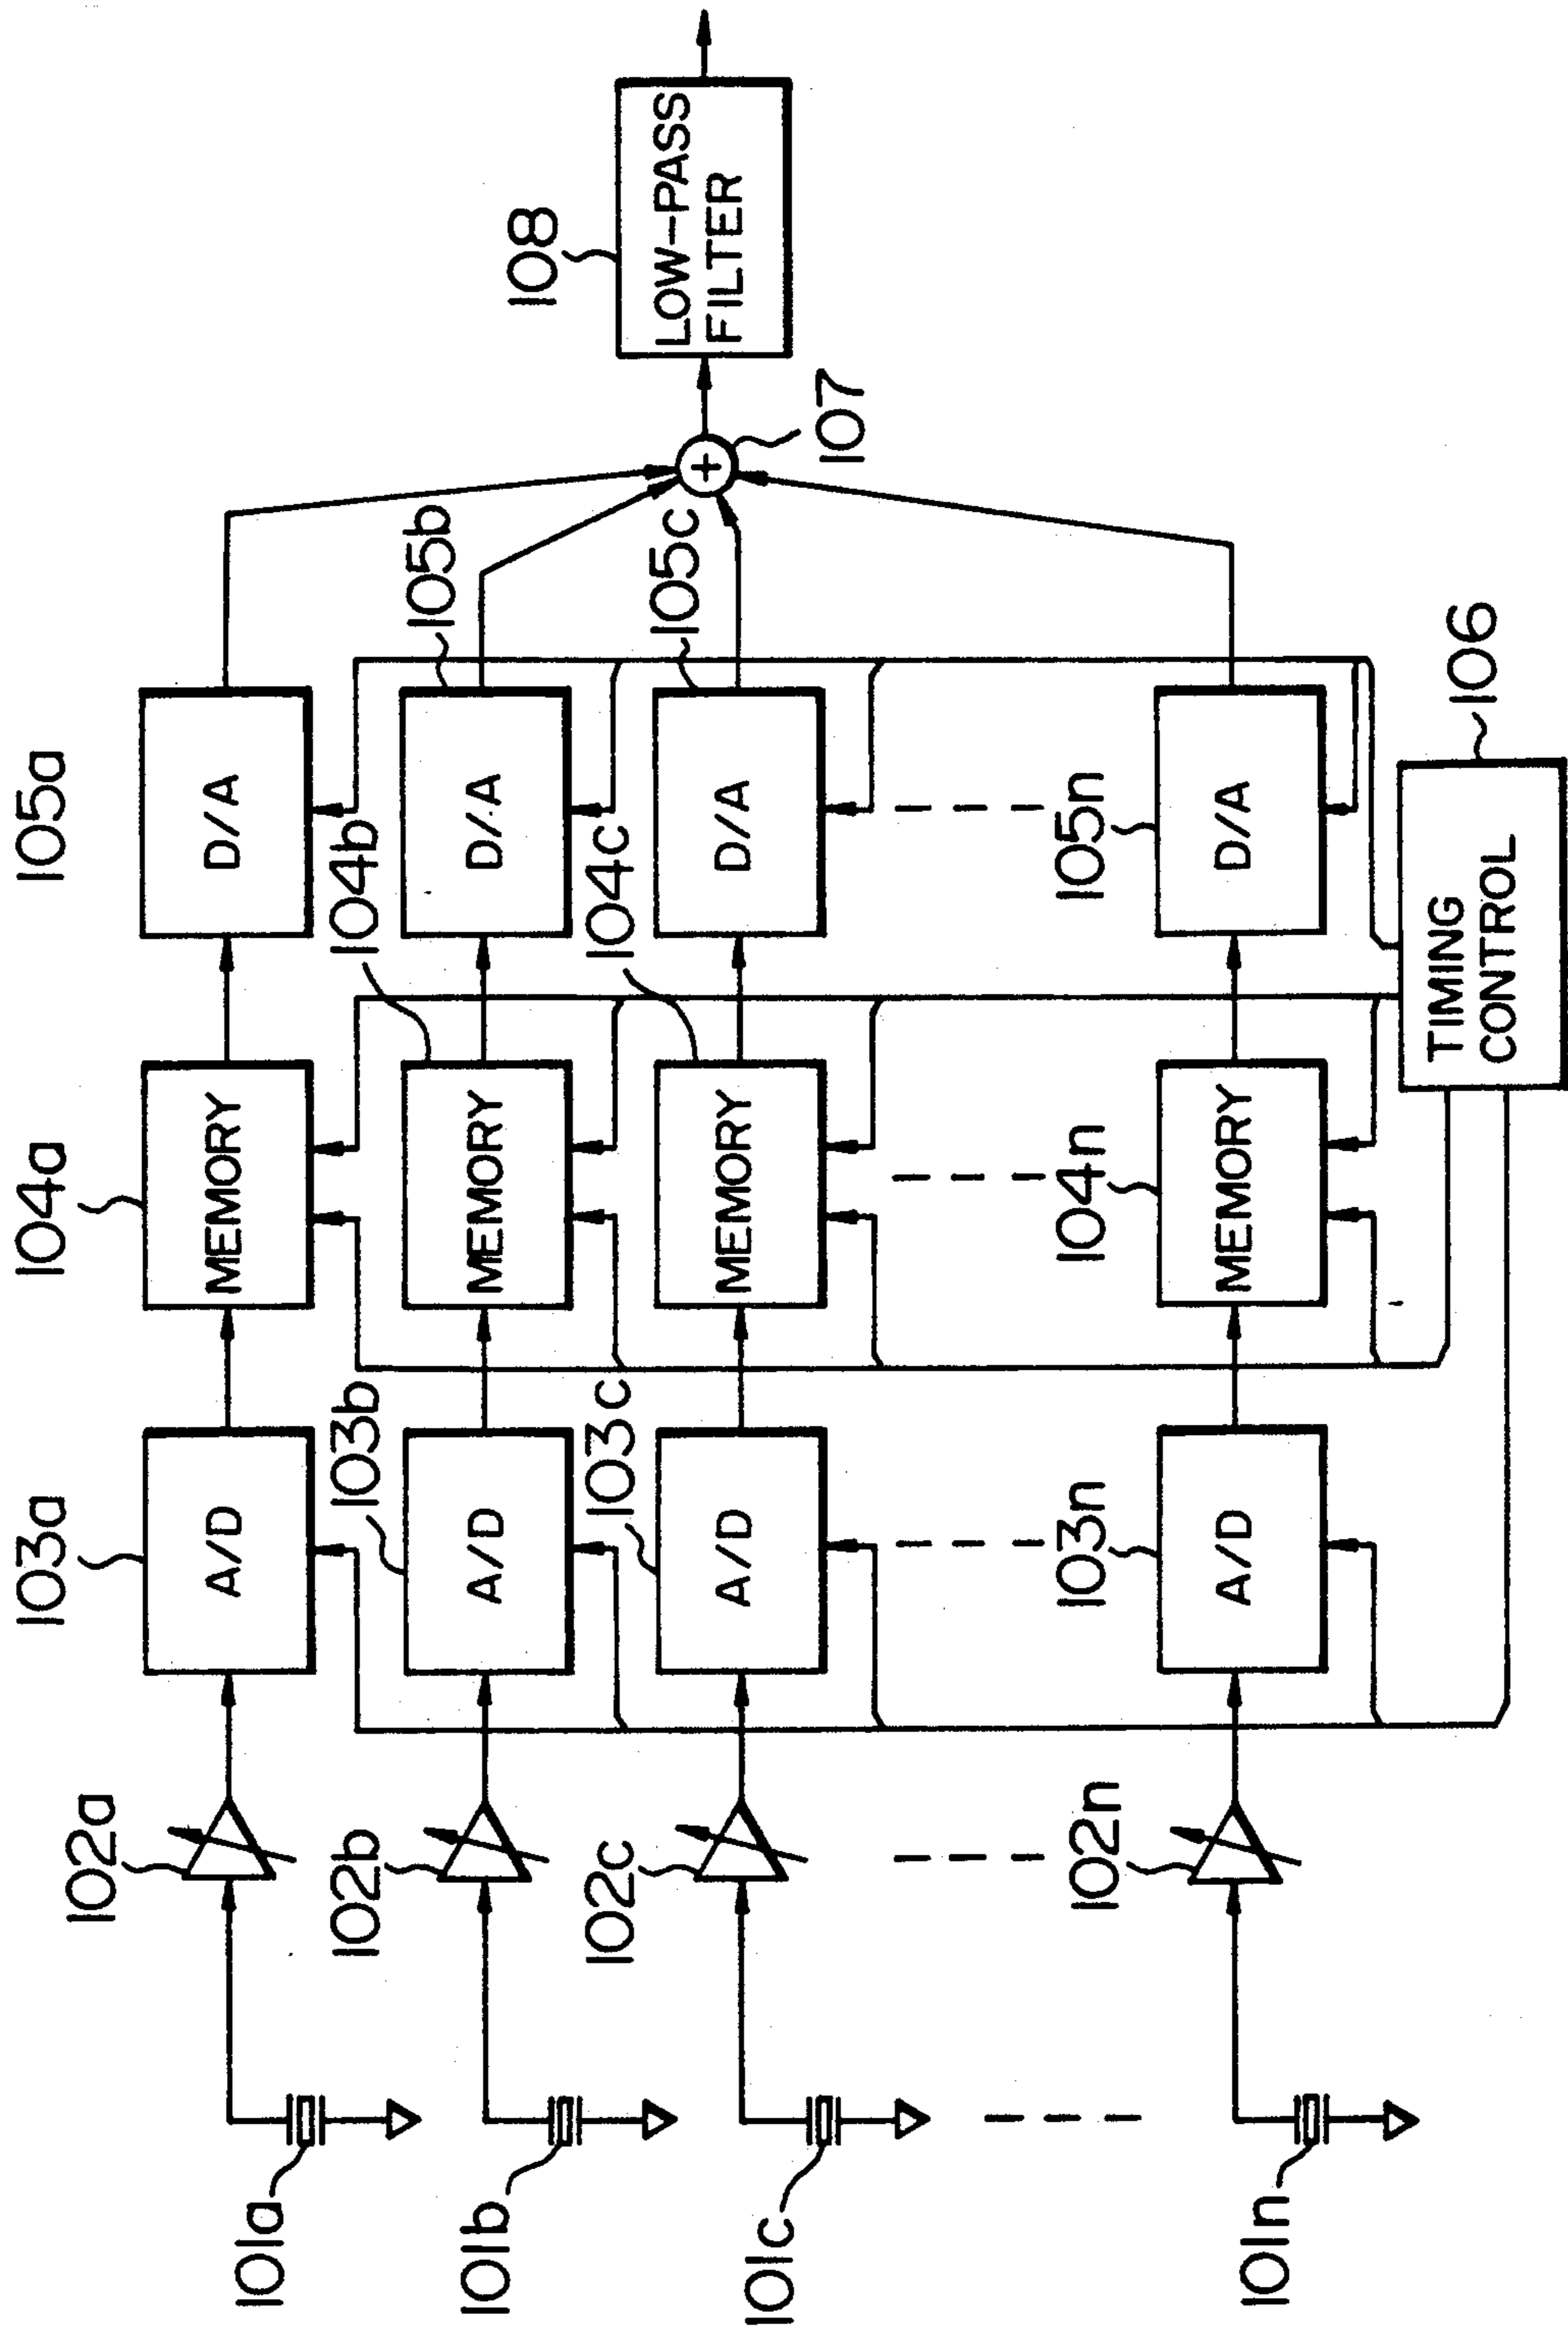 101a
102a
103a
A/D
104a
MEMORY
105a
D/A
101b
102b
103b
A/D
104b
MEMORY
105b
D/A
101c
102c
103c
A/D
104c
MEMORY
105c
D/A
101n
102n
103n
A/D
104n
MEMORY
105n
D/A
TIMING
CONTROL
106
+
107
108
LOW-PASS
FILTER